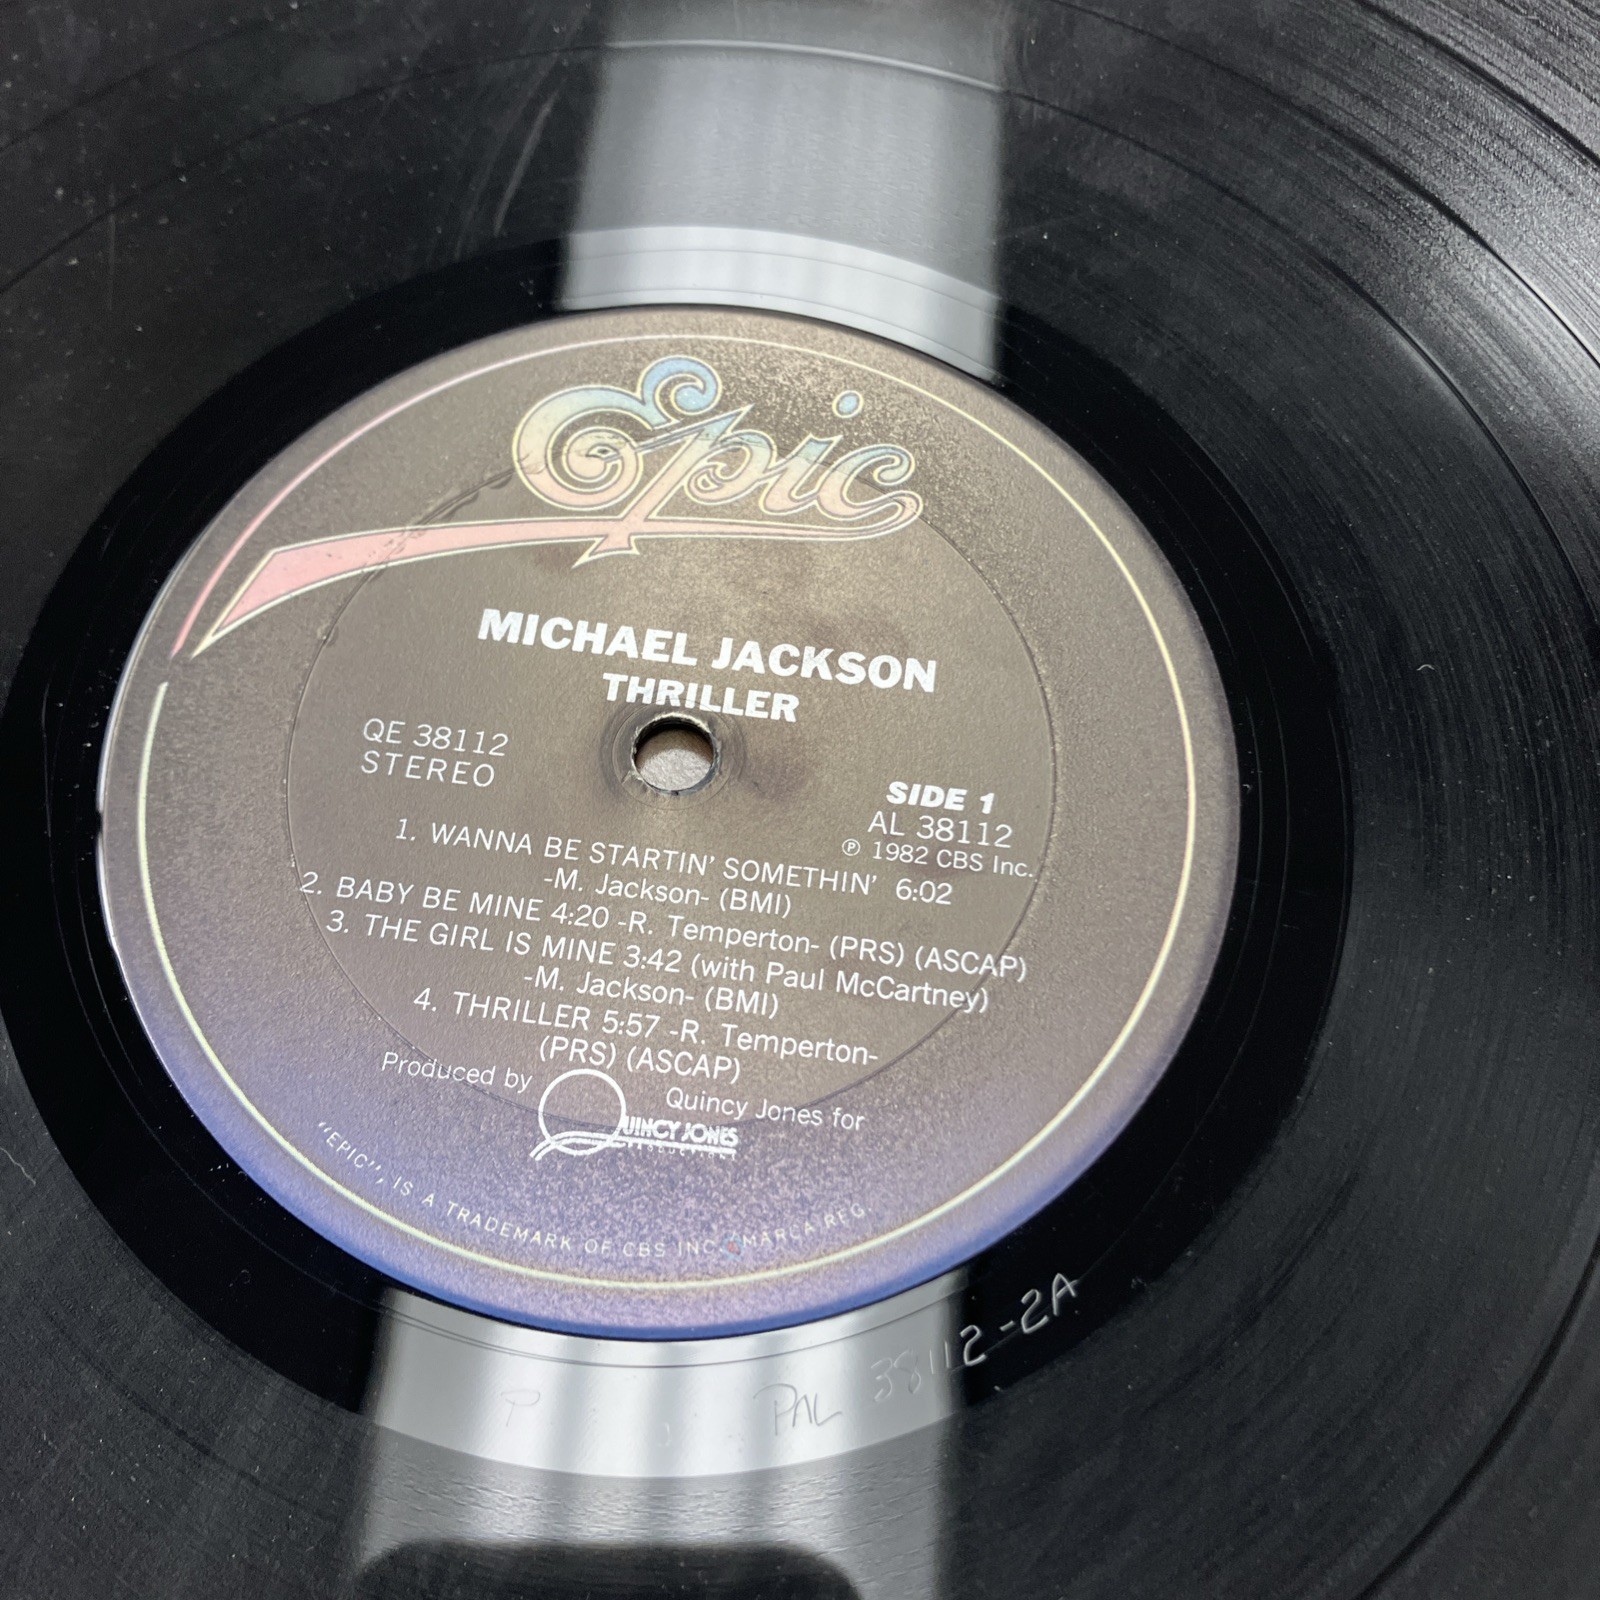 Epic
MICHAEL JACKSON
THRILLER
QE 38112
STEREO
SIDE 1
AL 38112
℗ 1982 CBS Inc.
1. WANNA BE STARTIN' SOMETHIN' 6:02
-M. Jackson- (BMI)
2. BABY BE MINE 4:20 -R. Temperton- (PRS) (ASCAP)
3. THE GIRL IS MINE 3:42 (with Paul McCartney)
-M. Jackson- (BMI)
4. THRILLER 5:57 -R. Temperton-
(PRS) (ASCAP)
Produced by Quincy Jones for
QUINCY JONES
PRODUCTIONS
"EPIC", IS A TRADEMARK OF CBS INC. MARCA REG.
P
PAL 38112-2A